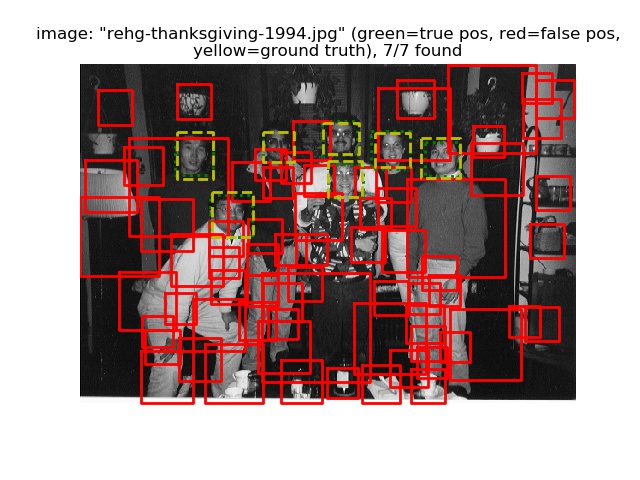 image: "rehg-thanksgiving-1994.jpg" (green=true pos, red=false pos,
yellow=ground truth), 7/7 found